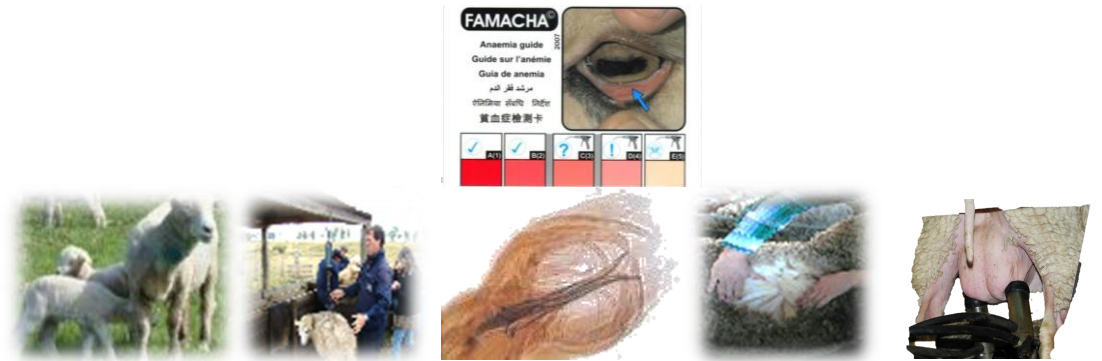 FAMACHA©
2007
Anaemia guide
Guide sur l'anémie
Guia de anemia
مرشد فقر الدم
貧血症檢測卡
A(1) B(2) ? C(3) ! D(4) E(5)